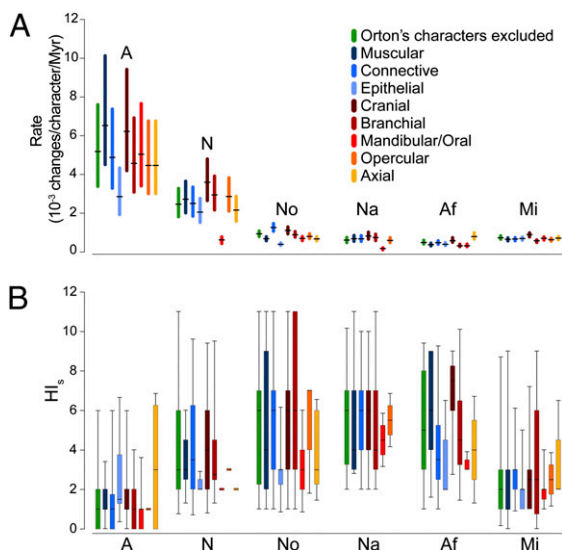 A
Rate
(10⁻³ changes/character/Myr)
12
10
8
6
4
2
0
A
N
No
Na
Af
Mi
Orton's characters excluded
Muscular
Connective
Epithelial
Cranial
Branchial
Mandibular/Oral
Opercular
Axial
B
HIs
12
10
8
6
4
2
0
A
N
No
Na
Af
Mi